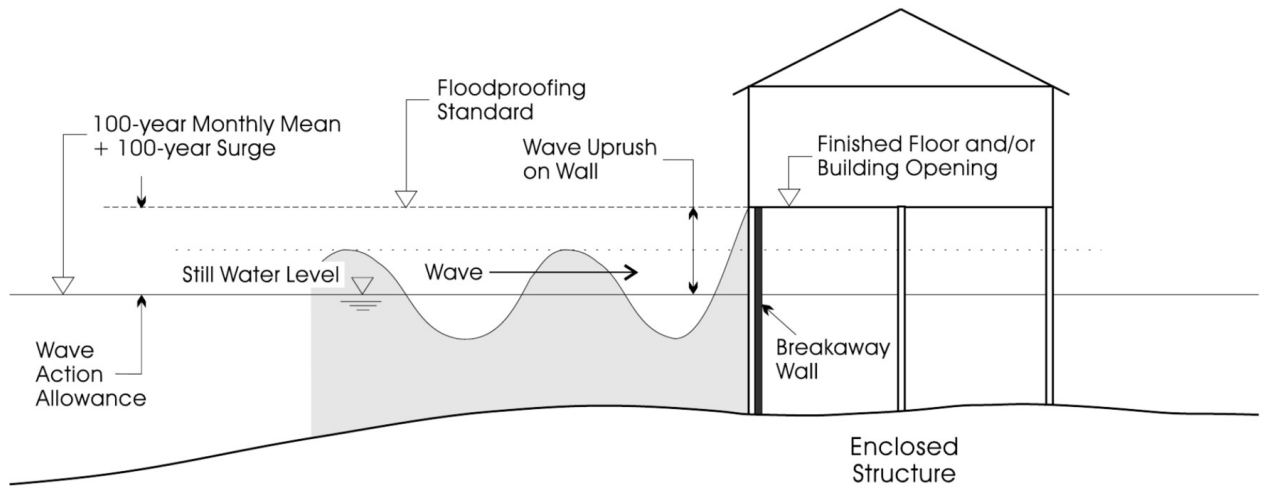 Floodproofing
Standard
100-year Monthly Mean
+ 100-year Surge
Wave Uprush
on Wall
Finished Floor and/or
Building Opening
Still Water Level
Wave
Wave
Action
Allowance
Breakaway
Wall
Enclosed
Structure